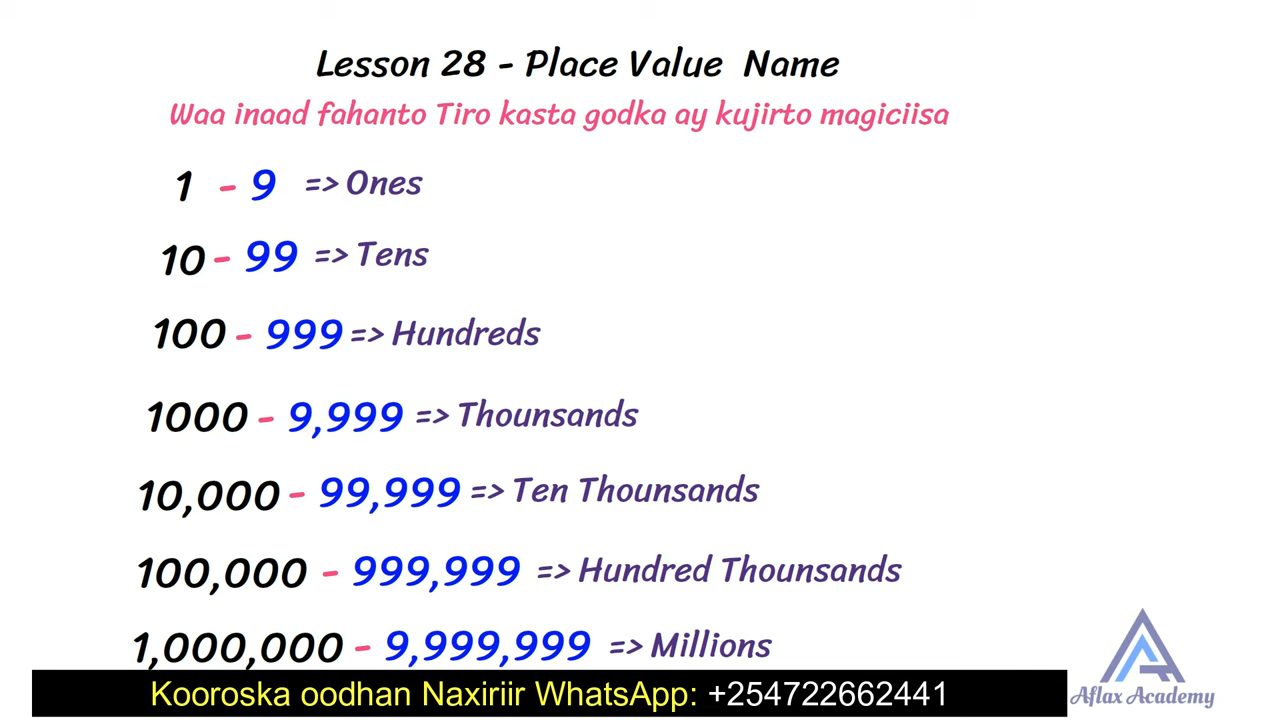 Lesson 28 - Place Value Name
Waa inaad fahanto Tiro kasta godka ay kujirto magiciisa
1 - 9 => Ones
10 - 99 => Tens
100 - 999 => Hundreds
1000 - 9,999 => Thounsands
10,000 - 99,999 => Ten Thounsands
100,000 - 999,999 => Hundred Thounsands
1,000,000 - 9,999,999 => Millions
Kooroska oodhan Naxiriir WhatsApp: +254722662441
Aflax Academy